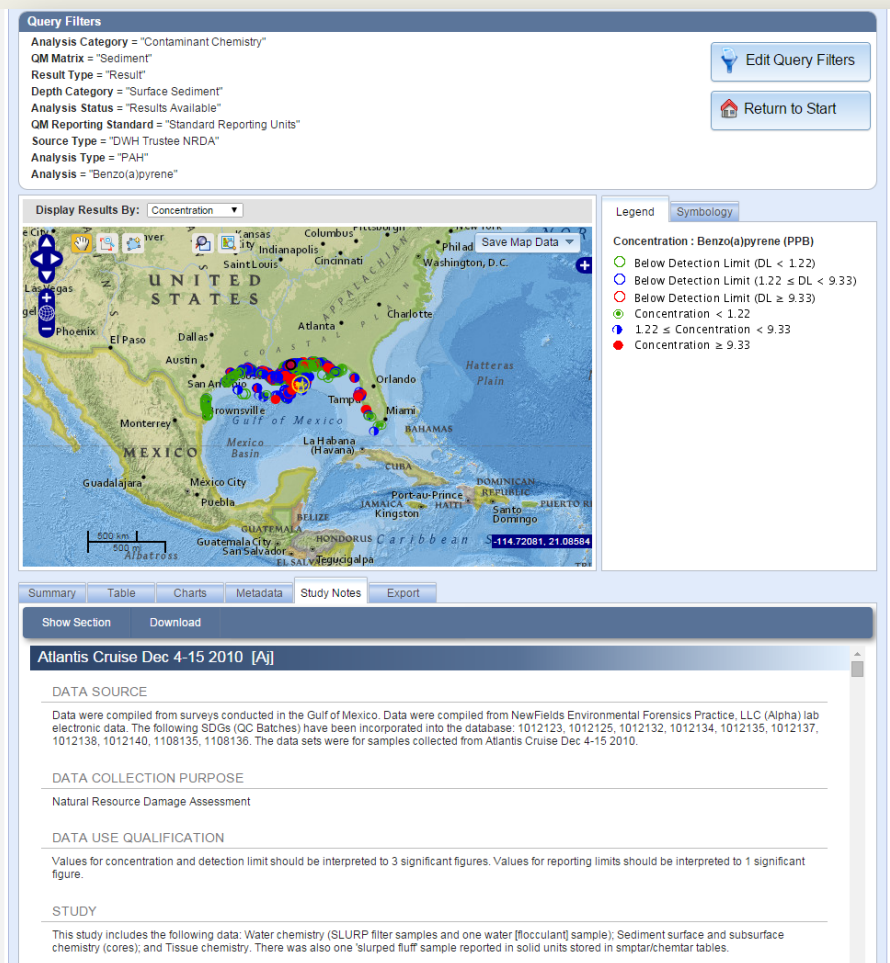 Query Filters
Analysis Category = "Contaminant Chemistry"
QM Matrix = "Sediment"
Result Type = "Result"
Depth Category = "Surface Sediment"
Analysis Status = "Results Available"
QM Reporting Standard = "Standard Reporting Units"
Source Type = "DWH Trustee NRDA"
Analysis Type = "PAH"
Analysis = "Benzo(a)pyrene"
Edit Query Filters
Return to Start
Display Results By: Concentration
Save Map Data
Kansas
Columbus
Indianapolis
Cincinnati
Saint Louis
Washington, D.C.
UNITED
STATES
APPALACHIAN
Las Vegas
Phoenix
El Paso
Dallas
Atlanta
Charlotte
COASTAL PLAIN
Austin
Hatteras
Plain
Orlando
Tampa
Miami
Monterrey
Gulf of Mexico
BAHAMAS
MEXICO
Mexico
Basin
La Habana
(Havana)
CUBA
Guadalajara
Mexico City
Puebla
DOMINICAN
REPUBLIC
Port-au-Prince
JAMAICA
HAITI
Kingston
Santo
Domingo
BELIZE
GUATEMALA
HONDORUS
Caribbean
Guatemala City
San Salvador
Tegucigalpa
500 km
500 mi
Albatross
-114.72081, 21.08584
Legend
Symbology
Concentration : Benzo(a)pyrene (PPB)
Below Detection Limit (DL < 1.22)
Below Detection Limit (1.22 ≤ DL < 9.33)
Below Detection Limit (DL ≥ 9.33)
Concentration < 1.22
1.22 ≤ Concentration < 9.33
Concentration ≥ 9.33
Summary Table Charts Metadata Study Notes Export
Show Section Download
Atlantis Cruise Dec 4-15 2010 [Aj]
DATA SOURCE
Data were compiled from surveys conducted in the Gulf of Mexico. Data were compiled from NewFields Environmental Forensics Practice, LLC (Alpha) lab
electronic data. The following SDGs (QC Batches) have been incorporated into the database: 1012123, 1012125, 1012132, 1012134, 1012135, 1012137,
1012138, 1012140, 1108135, 1108136. The data sets were for samples collected from Atlantis Cruise Dec 4-15 2010.
DATA COLLECTION PURPOSE
Natural Resource Damage Assessment
DATA USE QUALIFICATION
Values for concentration and detection limit should be interpreted to 3 significant figures. Values for reporting limits should be interpreted to 1 significant
figure.
STUDY
This study includes the following data: Water chemistry (SLURP filter samples and one water [flocculant] sample); Sediment surface and subsurface
chemistry (cores); and Tissue chemistry. There was also one 'slurped fluff' sample reported in solid units stored in smptar/chemtar tables.